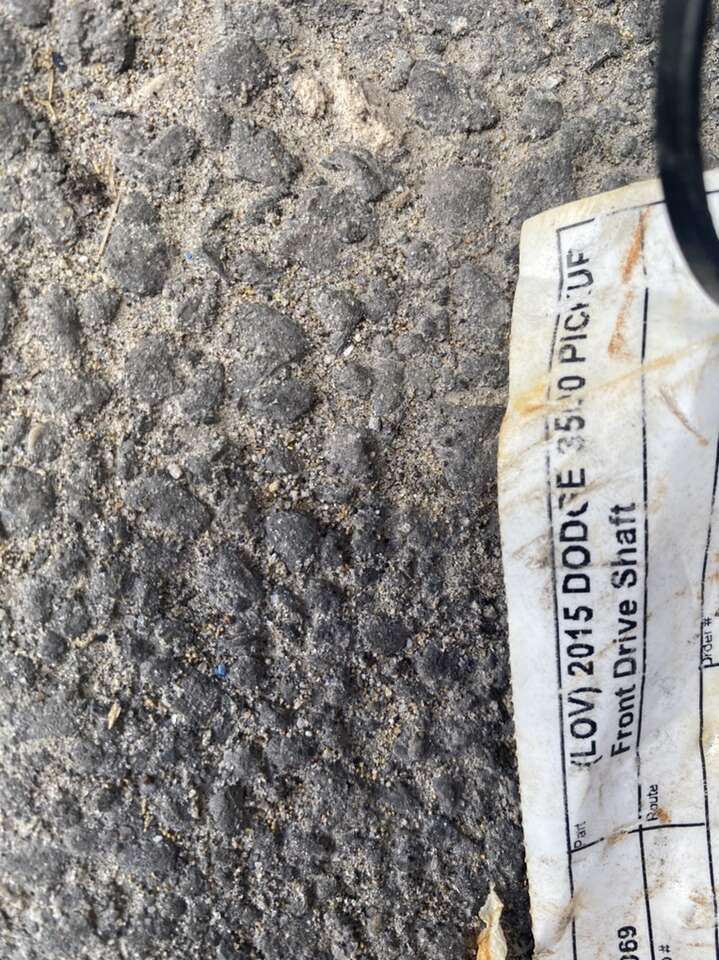 (LOV) 2015 DODGE 3500 PICKUP
Front Drive Shaft
Part
Route
Order #
069
#